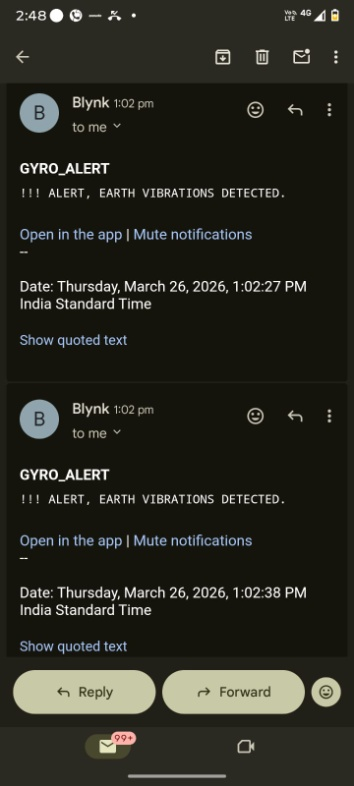 2:48
Vo))
LTE 4G
B
Blynk 1:02 pm
to me
GYRO_ALERT
!!! ALERT, EARTH VIBRATIONS DETECTED.
Open in the app | Mute notifications
--
Date: Thursday, March 26, 2026, 1:02:27 PM
India Standard Time
Show quoted text
B
Blynk 1:02 pm
to me
GYRO_ALERT
!!! ALERT, EARTH VIBRATIONS DETECTED.
Open in the app | Mute notifications
--
Date: Thursday, March 26, 2026, 1:02:38 PM
India Standard Time
Show quoted text
Reply
Forward
99+